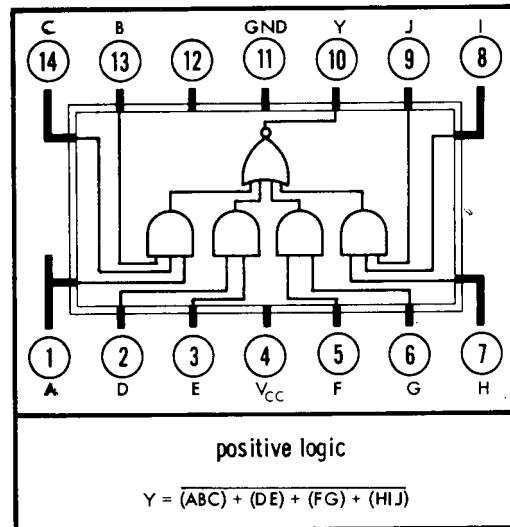 C B GND Y J I
14 13 12 11 10 9 8
1 2 3 4 5 6 7
A D E VCC F G H
positive logic
Y = (ABC) + (DE) + (FG) + (HIJ)